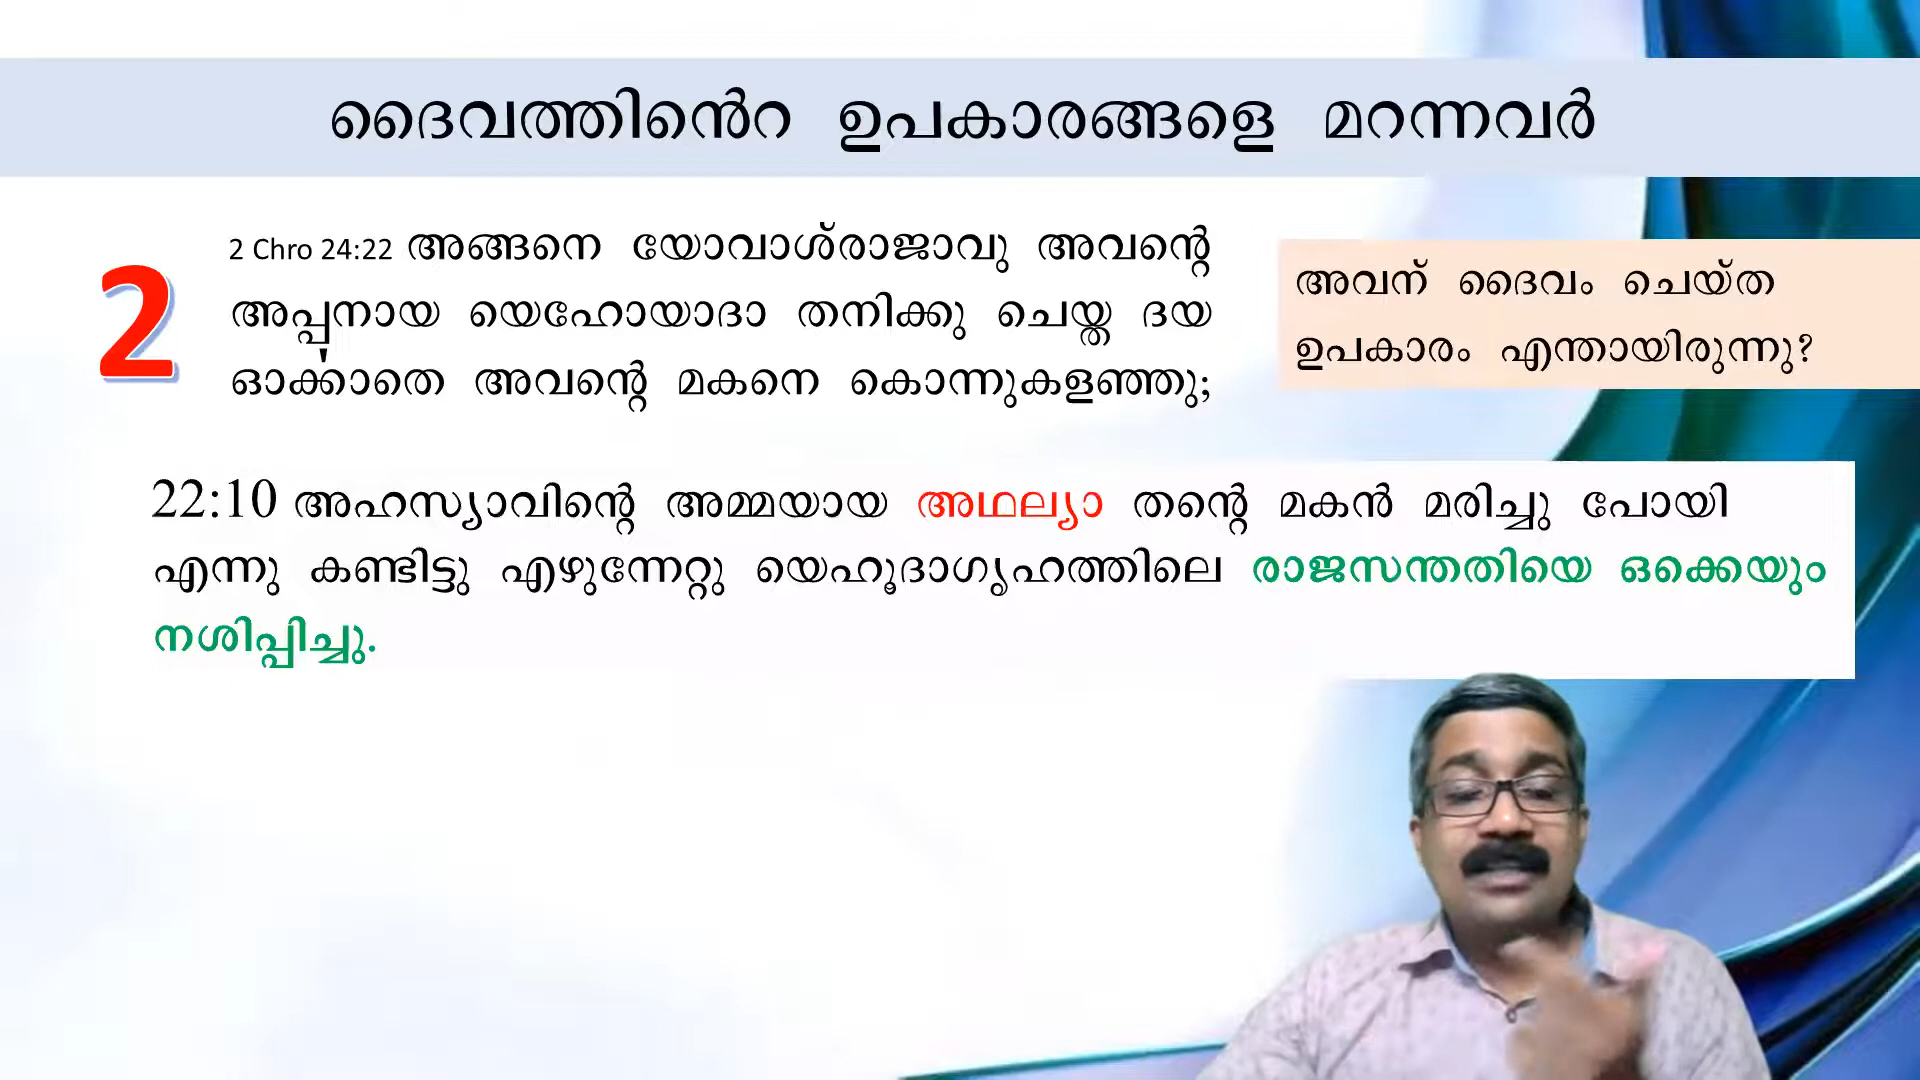 ദൈവത്തിൻെറ ഉപകാരങ്ങളെ മറന്നവർ
2
2 Chro 24:22 അങ്ങനെ യോവാശ്‌രാജാവു അവന്റെ
അപ്പനായ യെഹോയാദാ തനിക്കു ചെയ്ത ദയ
ഓൎക്കാതെ അവന്റെ മകനെ കൊന്നുകളഞ്ഞു;
അവന് ദൈവം ചെയ്ത
ഉപകാരം എന്തായിരുന്നു?
22:10 അഹസ്യാവിന്റെ അമ്മയായ അഥല്യാ തന്റെ മകൻ മരിച്ചു പോയി
എന്നു കണ്ടിട്ടു എഴുന്നേറ്റു യെഹൂദാഗൃഹത്തിലെ രാജസന്തതിയെ ഒക്കെയും
നശിപ്പിച്ചു.